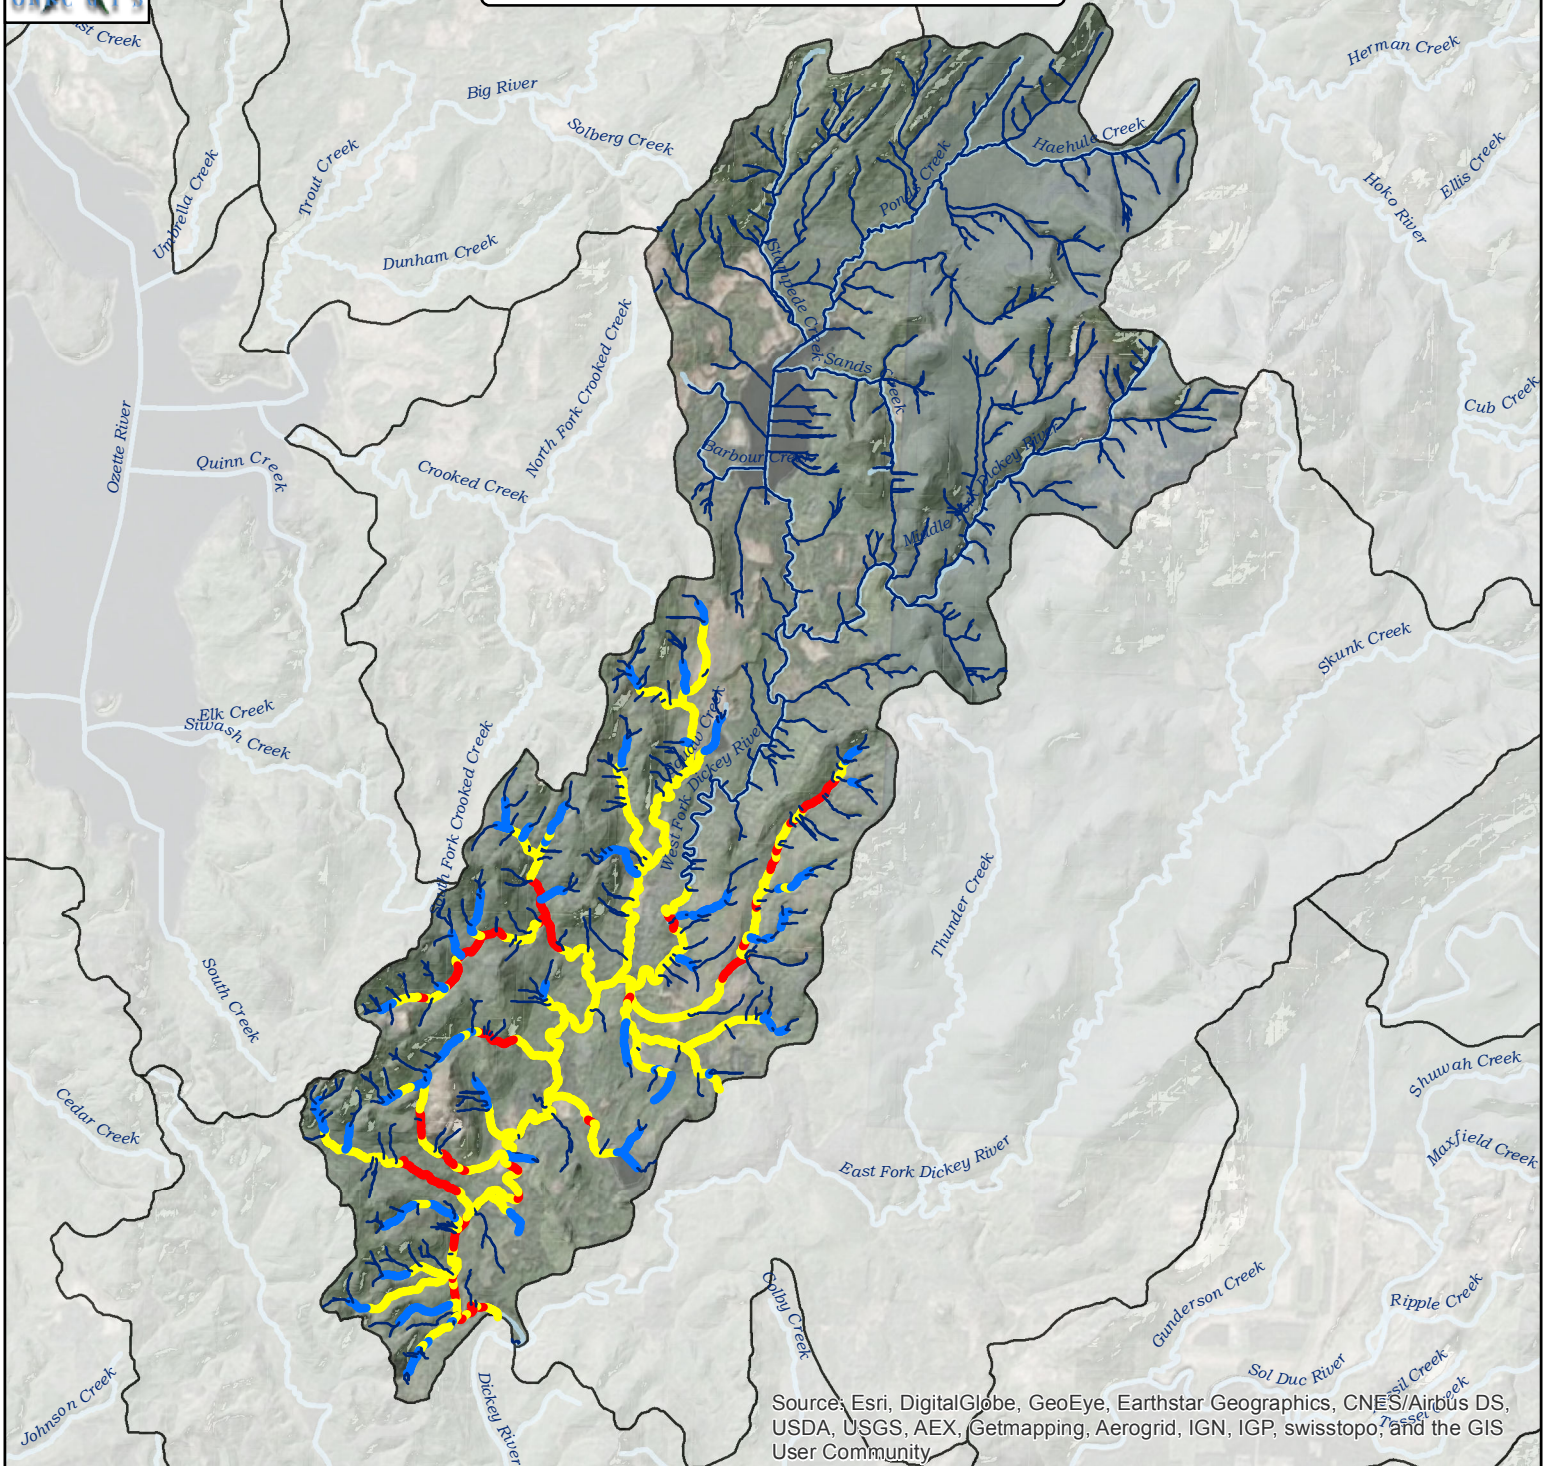 Creek
Herman Creek
Big River
Solberg Creek
Haehule Creek
Umbrella Creek
Trout Creek
Ellis Creek
Hoko River
Creek
Dunham Creek
Stampede Creek
North Fork Crooked Creek
Sands Creek
Cub Creek
Ozette River
Quinn Creek
Barbour Creek
Crooked Creek
Middle Fork Dickey River
Skunk Creek
Elk Creek
Siwash Creek
Creek
West Fork Dickey River
South Fork Crooked Creek
Thunder Creek
South Creek
Shuwah Creek
Cedar Creek
Maxfield Creek
East Fork Dickey River
Colby Creek
Gunderson Creek
Ripple Creek
Sol Duc River
Creek
Creek
Johnson Creek
Dickey River
Source: Esri, DigitalGlobe, GeoEye, Earthstar Geographics, CNES/Airbus DS,
USDA, USGS, AEX, Getmapping, Aerogrid, IGN, IGP, swisstopo, and the GIS
User Community